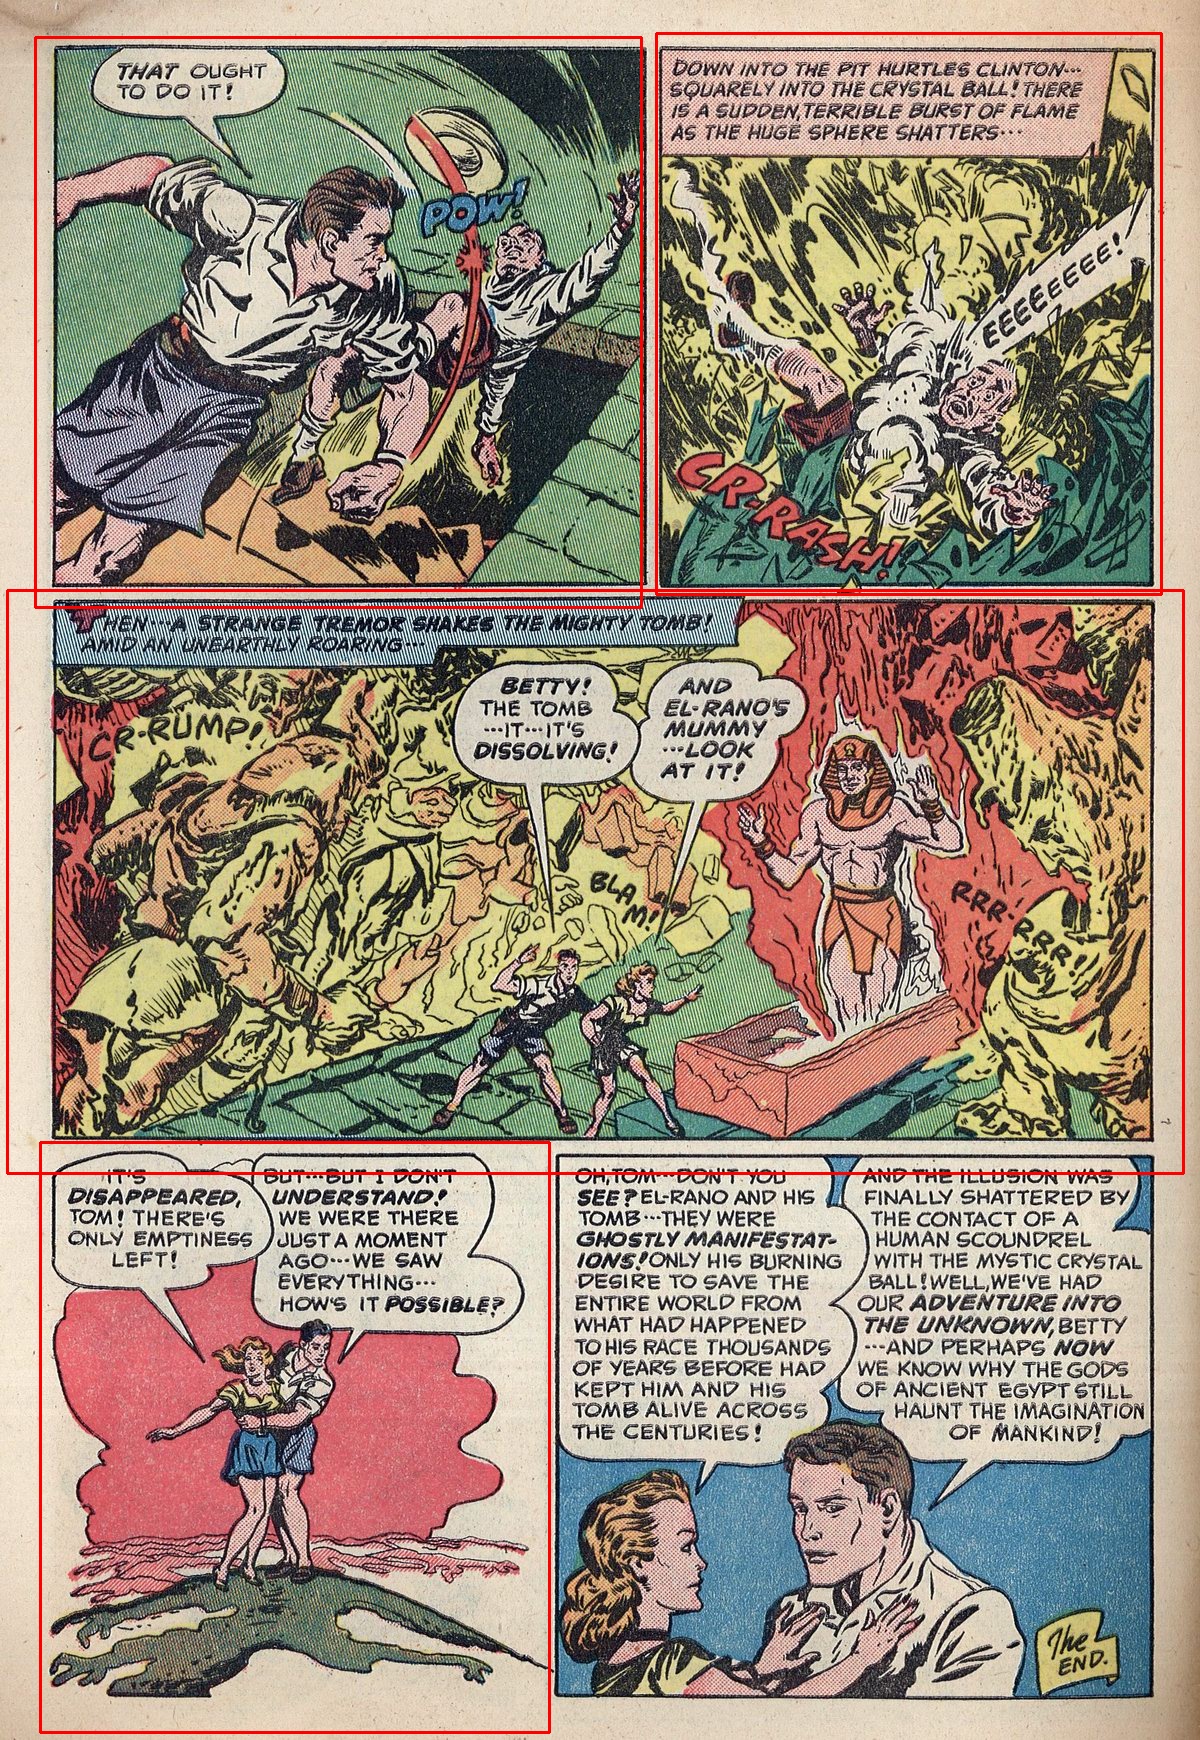 THAT OUGHT
TO DO IT!
POW!
DOWN INTO THE PIT HURTLES CLINTON...
SQUARELY INTO THE CRYSTAL BALL! THERE
IS A SUDDEN, TERRIBLE BURST OF FLAME
AS THE HUGE SPHERE SHATTERS...
EEEEEEEE!
CR-RASH!
THEN...A STRANGE TREMOR SHAKES THE MIGHTY TOMB!
AMID AN UNEARTHLY ROARING...
CR-RUMP!
BETTY!
THE TOMB
...IT...IT'S
DISSOLVING!
AND
EL-RANO'S
MUMMY
...LOOK
AT IT!
BLAM!
RRR-
RRR!
IT'S
DISAPPEARED,
TOM! THERE'S
ONLY EMPTINESS
LEFT!
BUT...BUT I DON'T
UNDERSTAND!
WE WERE THERE
JUST A MOMENT
AGO...WE SAW
EVERYTHING...
HOW'S IT POSSIBLE?
OH, TOM...DON'T YOU
SEE? EL-RANO AND HIS
TOMB...THEY WERE
GHOSTLY MANIFESTAT-
IONS! ONLY HIS BURNING
DESIRE TO SAVE THE
ENTIRE WORLD FROM
WHAT HAD HAPPENED
TO HIS RACE THOUSANDS
OF YEARS BEFORE HAD
KEPT HIM AND HIS
TOMB ALIVE ACROSS
THE CENTURIES!
AND THE ILLUSION WAS
FINALLY SHATTERED BY
THE CONTACT OF A
HUMAN SCOUNDREL
WITH THE MYSTIC CRYSTAL
BALL! WELL, WE'VE HAD
OUR ADVENTURE INTO
THE UNKNOWN, BETTY
...AND PERHAPS NOW
WE KNOW WHY THE GODS
OF ANCIENT EGYPT STILL
HAUNT THE IMAGINATION
OF MANKIND!
The
END.